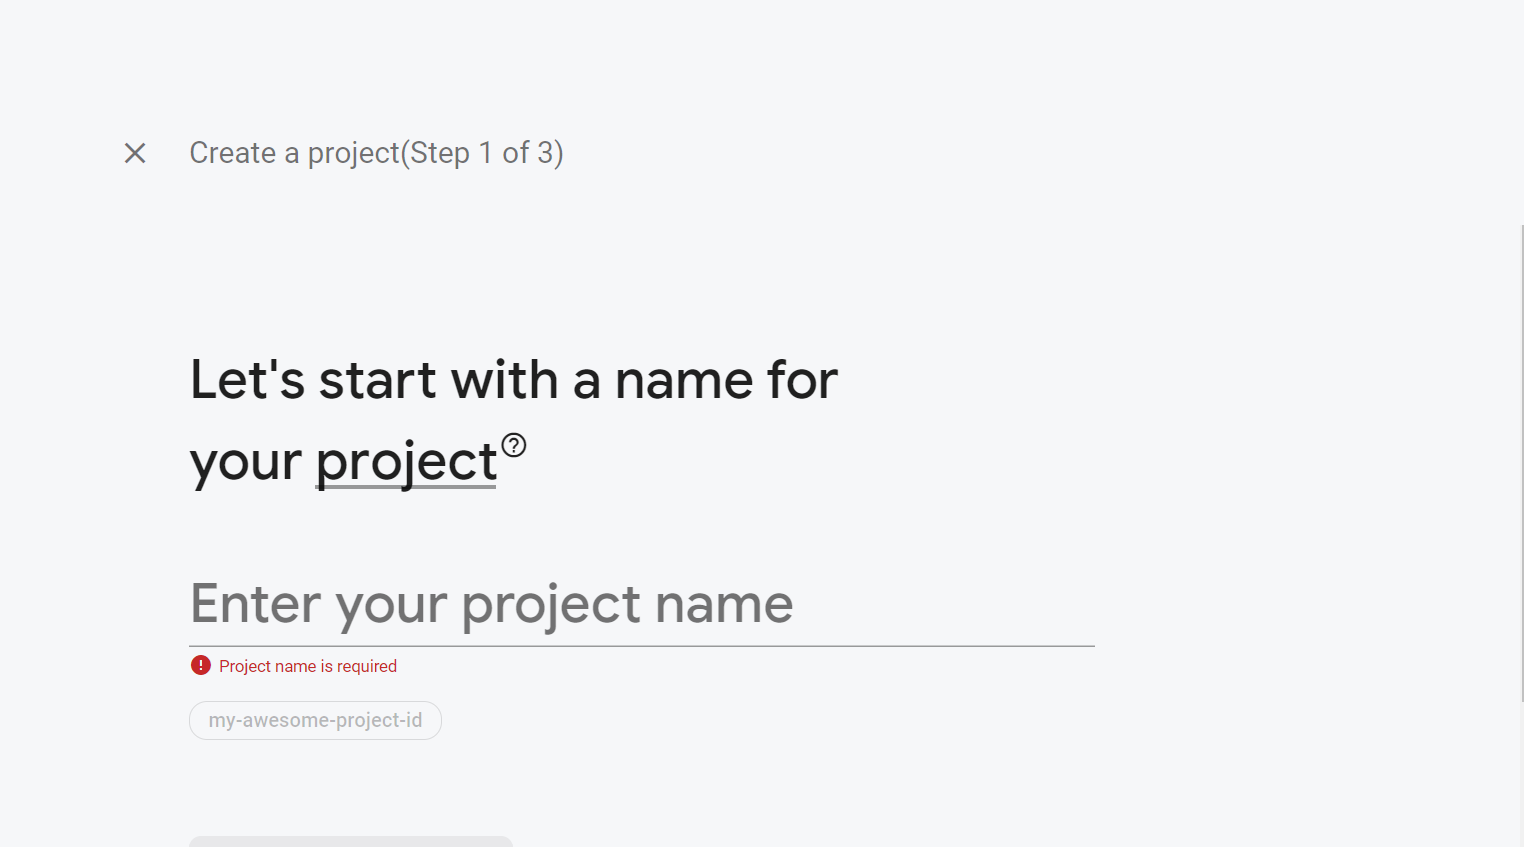 Create a project(Step 1 of 3)
Let's start with a name for
your project
Enter your project name
Project name is required
my-awesome-project-id